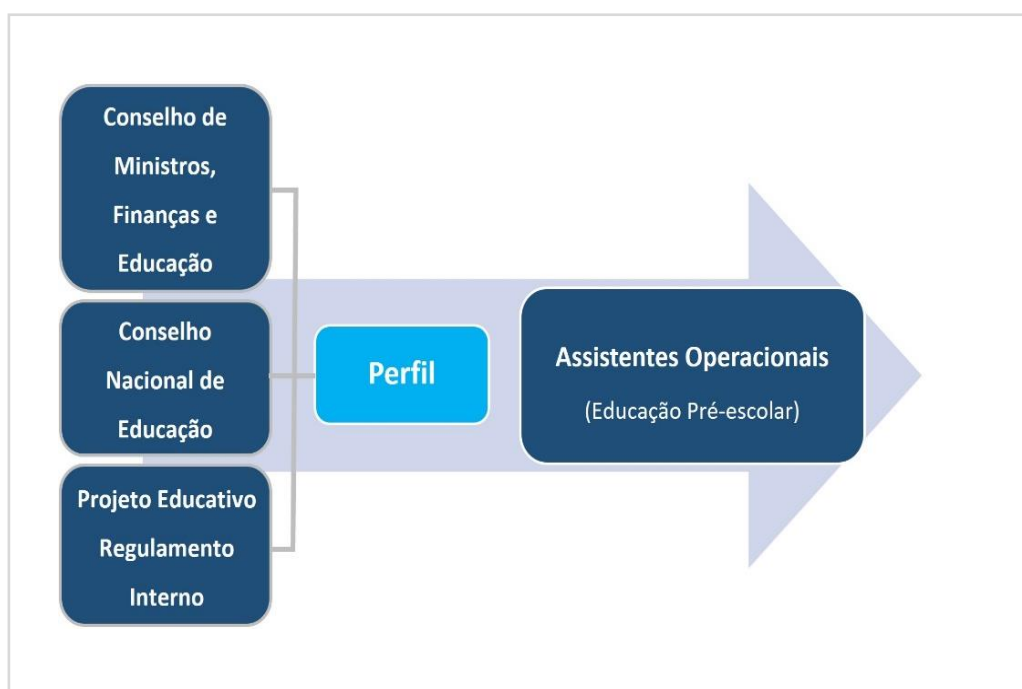 Conselho de
Ministros,
Finanças e
Educação
Conselho
Nacional de
Educação
Projeto Educativo
Regulamento
Interno
Perfil
Assistentes Operacionais
(Educação Pré-escolar)